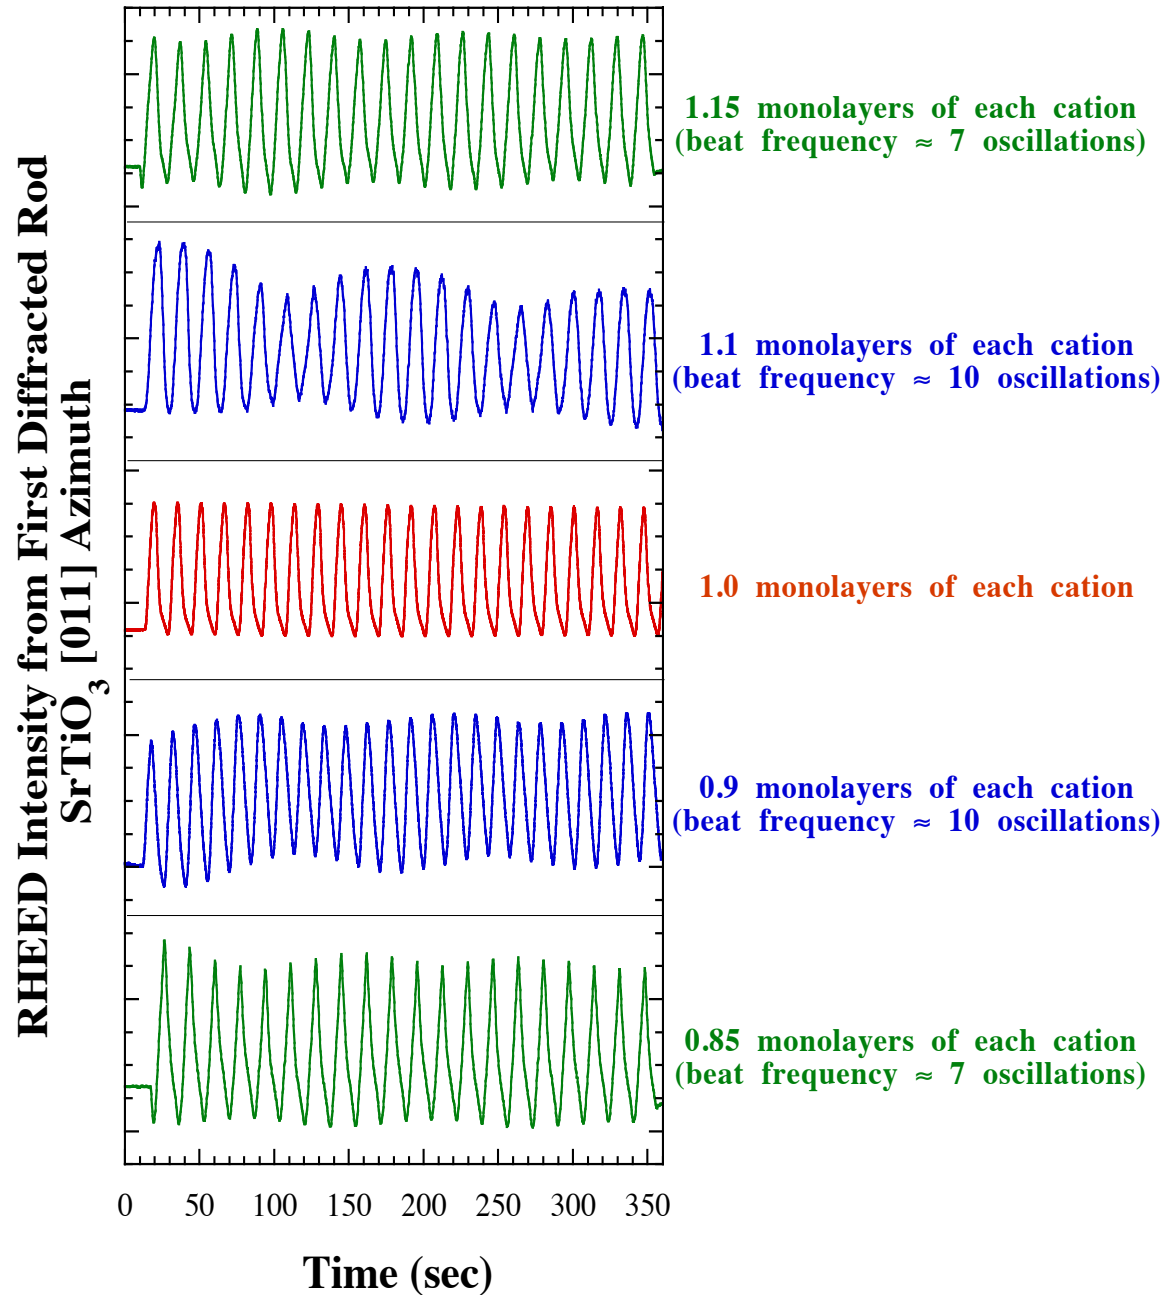 RHEED Intensity from First Diffracted Rod
SrTiO3 [011] Azimuth
1.15 monolayers of each cation
(beat frequency ≈ 7 oscillations)
1.1 monolayers of each cation
(beat frequency ≈ 10 oscillations)
1.0 monolayers of each cation
0.9 monolayers of each cation
(beat frequency ≈ 10 oscillations)
0.85 monolayers of each cation
(beat frequency ≈ 7 oscillations)
0 50 100 150 200 250 300 350
Time (sec)